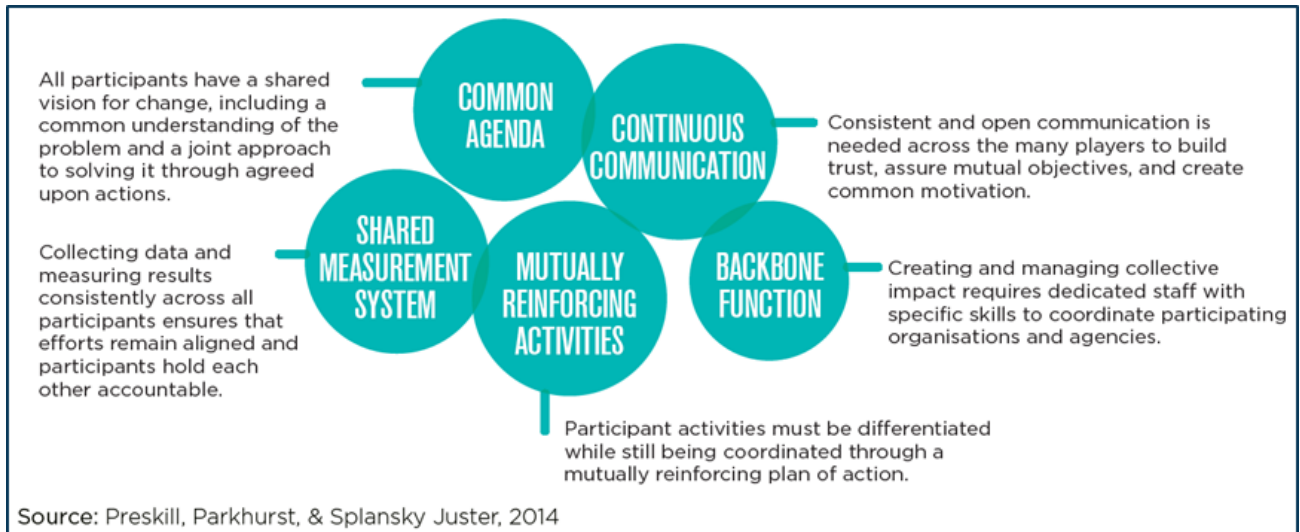 COMMON
AGENDA
All participants have a shared
vision for change, including a
common understanding of the
problem and a joint approach
to solving it through agreed
upon actions.
CONTINUOUS
COMMUNICATION
Consistent and open communication is
needed across the many players to build
trust, assure mutual objectives, and create
common motivation.
SHARED
MEASUREMENT
SYSTEM
Collecting data and
measuring results
consistently across all
participants ensures that
efforts remain aligned and
participants hold each
other accountable.
MUTUALLY
REINFORCING
ACTIVITIES
Participant activities must be differentiated
while still being coordinated through a
mutually reinforcing plan of action.
BACKBONE
FUNCTION
Creating and managing collective
impact requires dedicated staff with
specific skills to coordinate participating
organisations and agencies.
Source: Preskill, Parkhurst, & Splansky Juster, 2014